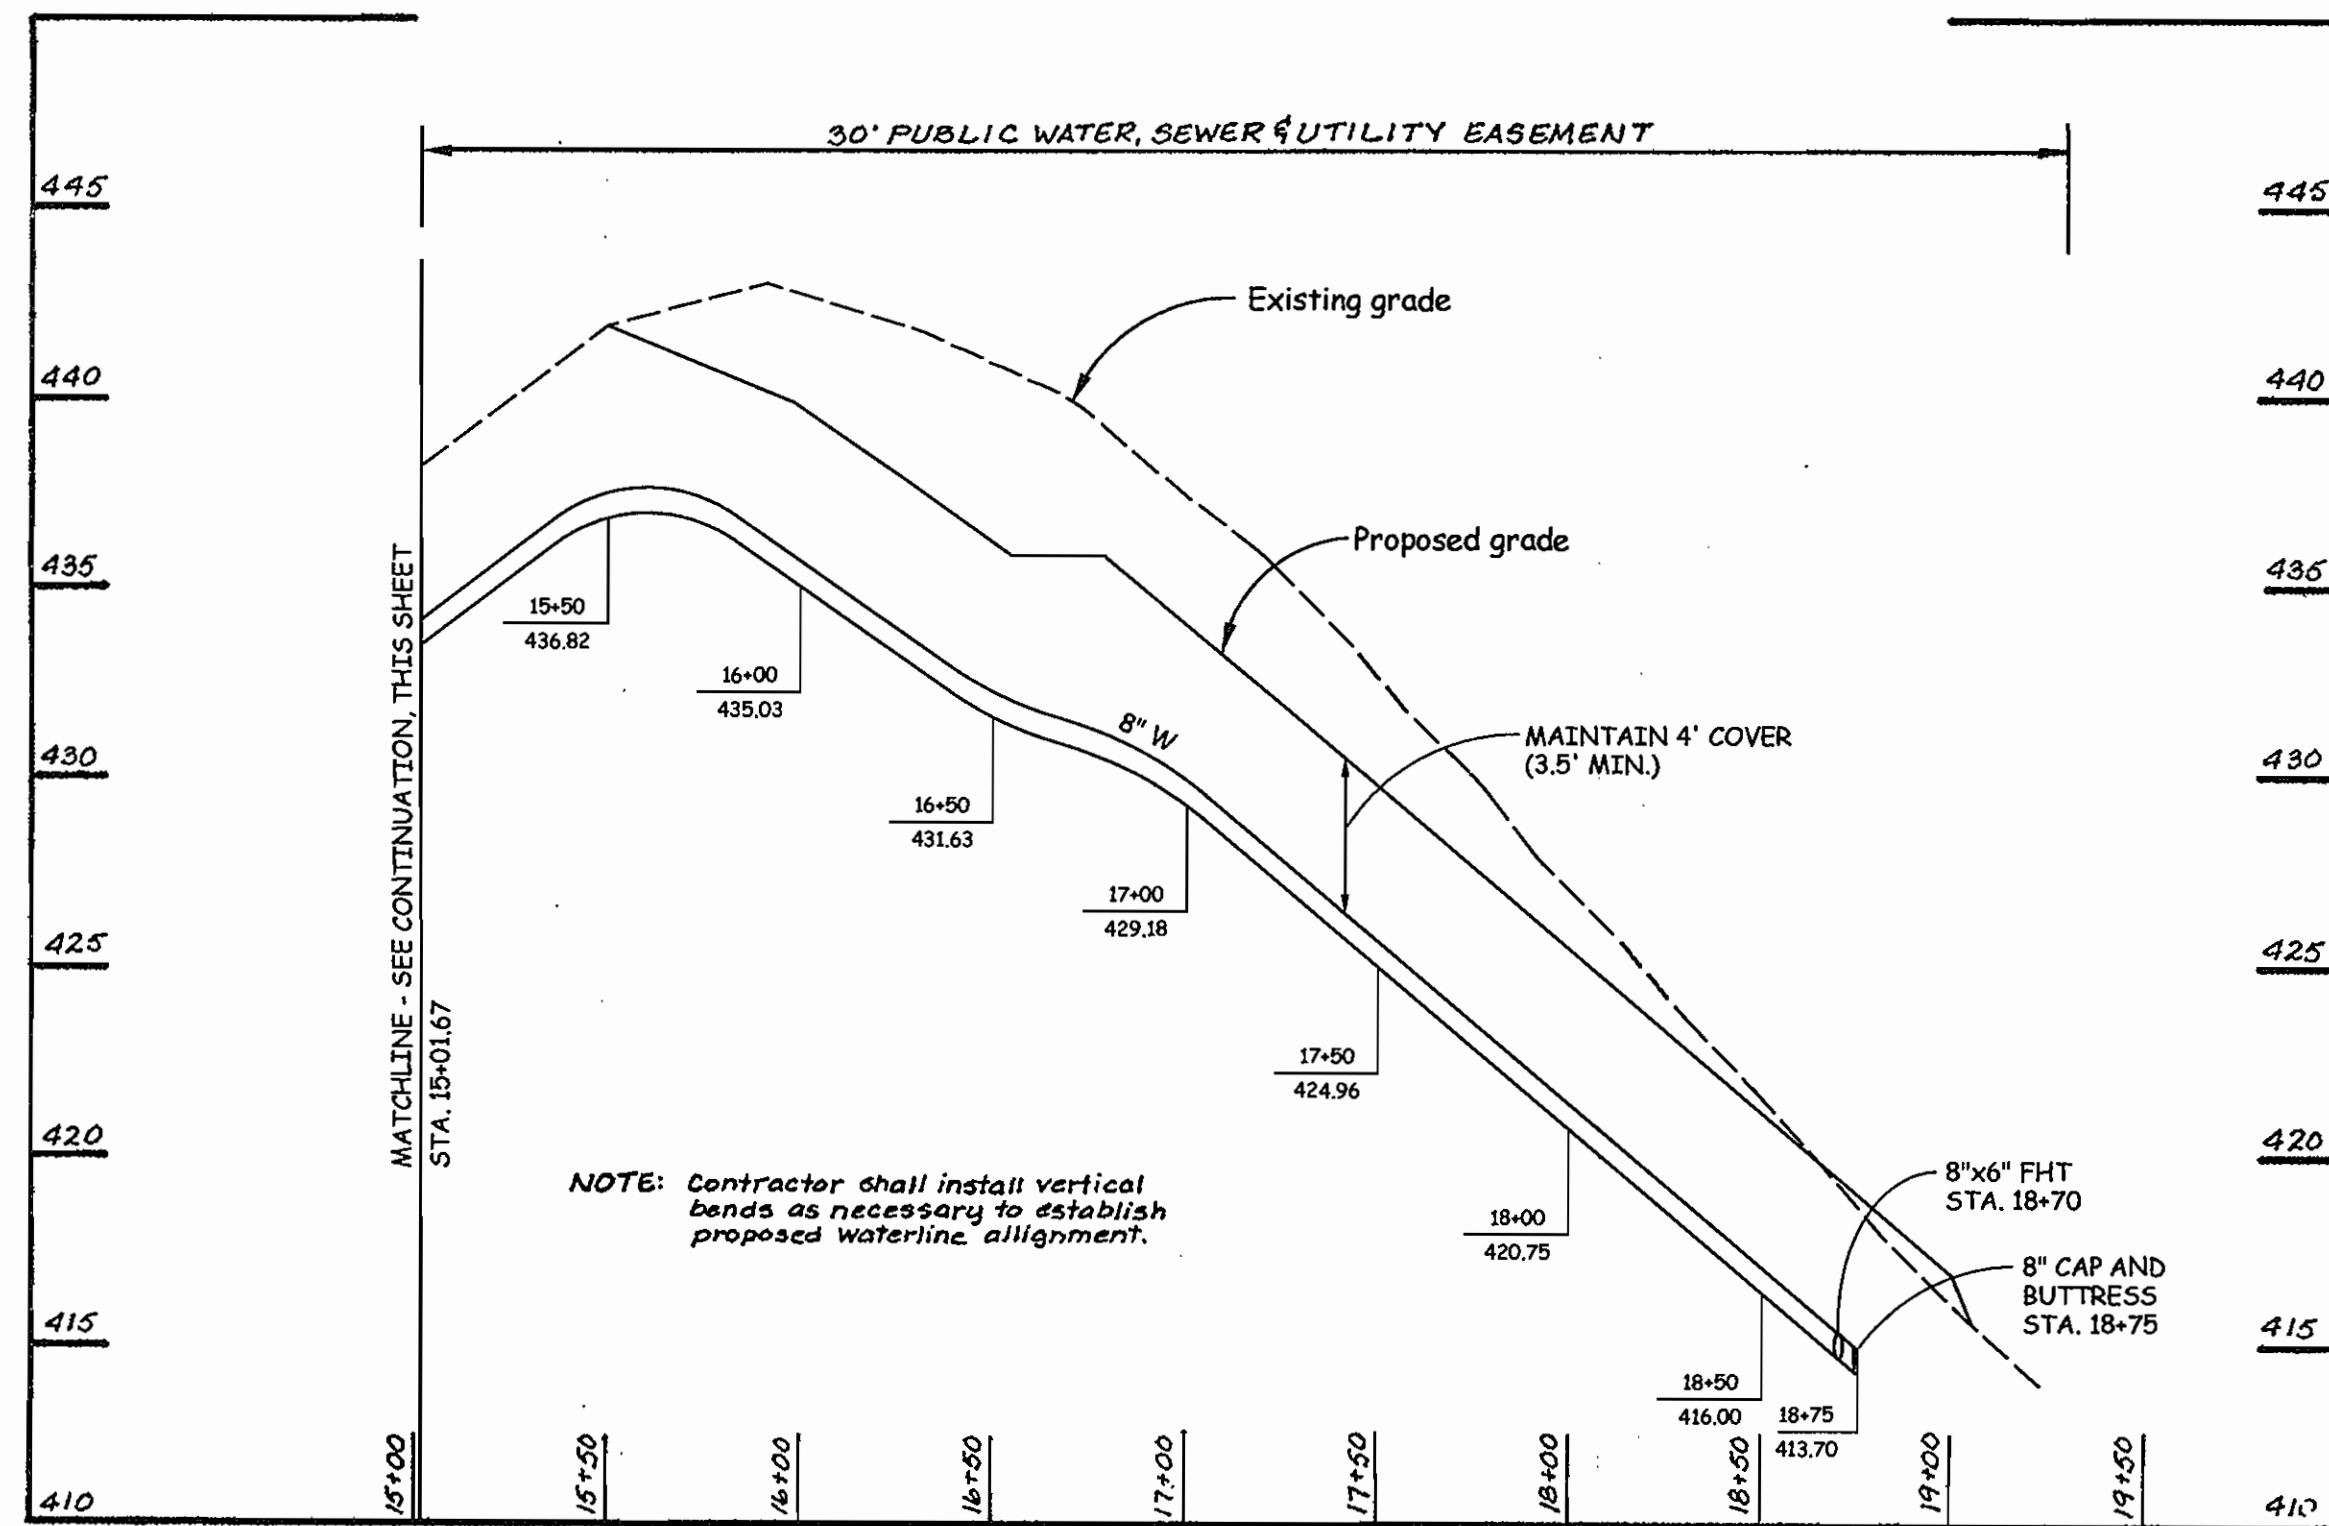 30' PUBLIC WATER, SEWER & UTILITY EASEMENT
445
445
Existing grade
440
440
Proposed grade
435
435
15+50
436.82
16+00
435.03
8" W
MAINTAIN 4' COVER
(3.5' MIN.)
430
430
16+50
431.63
17+00
429.18
425
425
MATCHLINE - SEE CONTINUATION, THIS SHEET
STA. 15+01.67
17+50
424.96
420
420
NOTE: Contractor shall install vertical
bends as necessary to establish
proposed waterline allignment.
8"x6" FHT
STA. 18+70
18+00
420.75
8" CAP AND
BUTTRESS
STA. 18+75
415
415
18+50
416.00
18+75
413.70
410
15+00
15+50
16+00
16+50
17+00
17+50
18+00
18+50
19+00
19+50
410